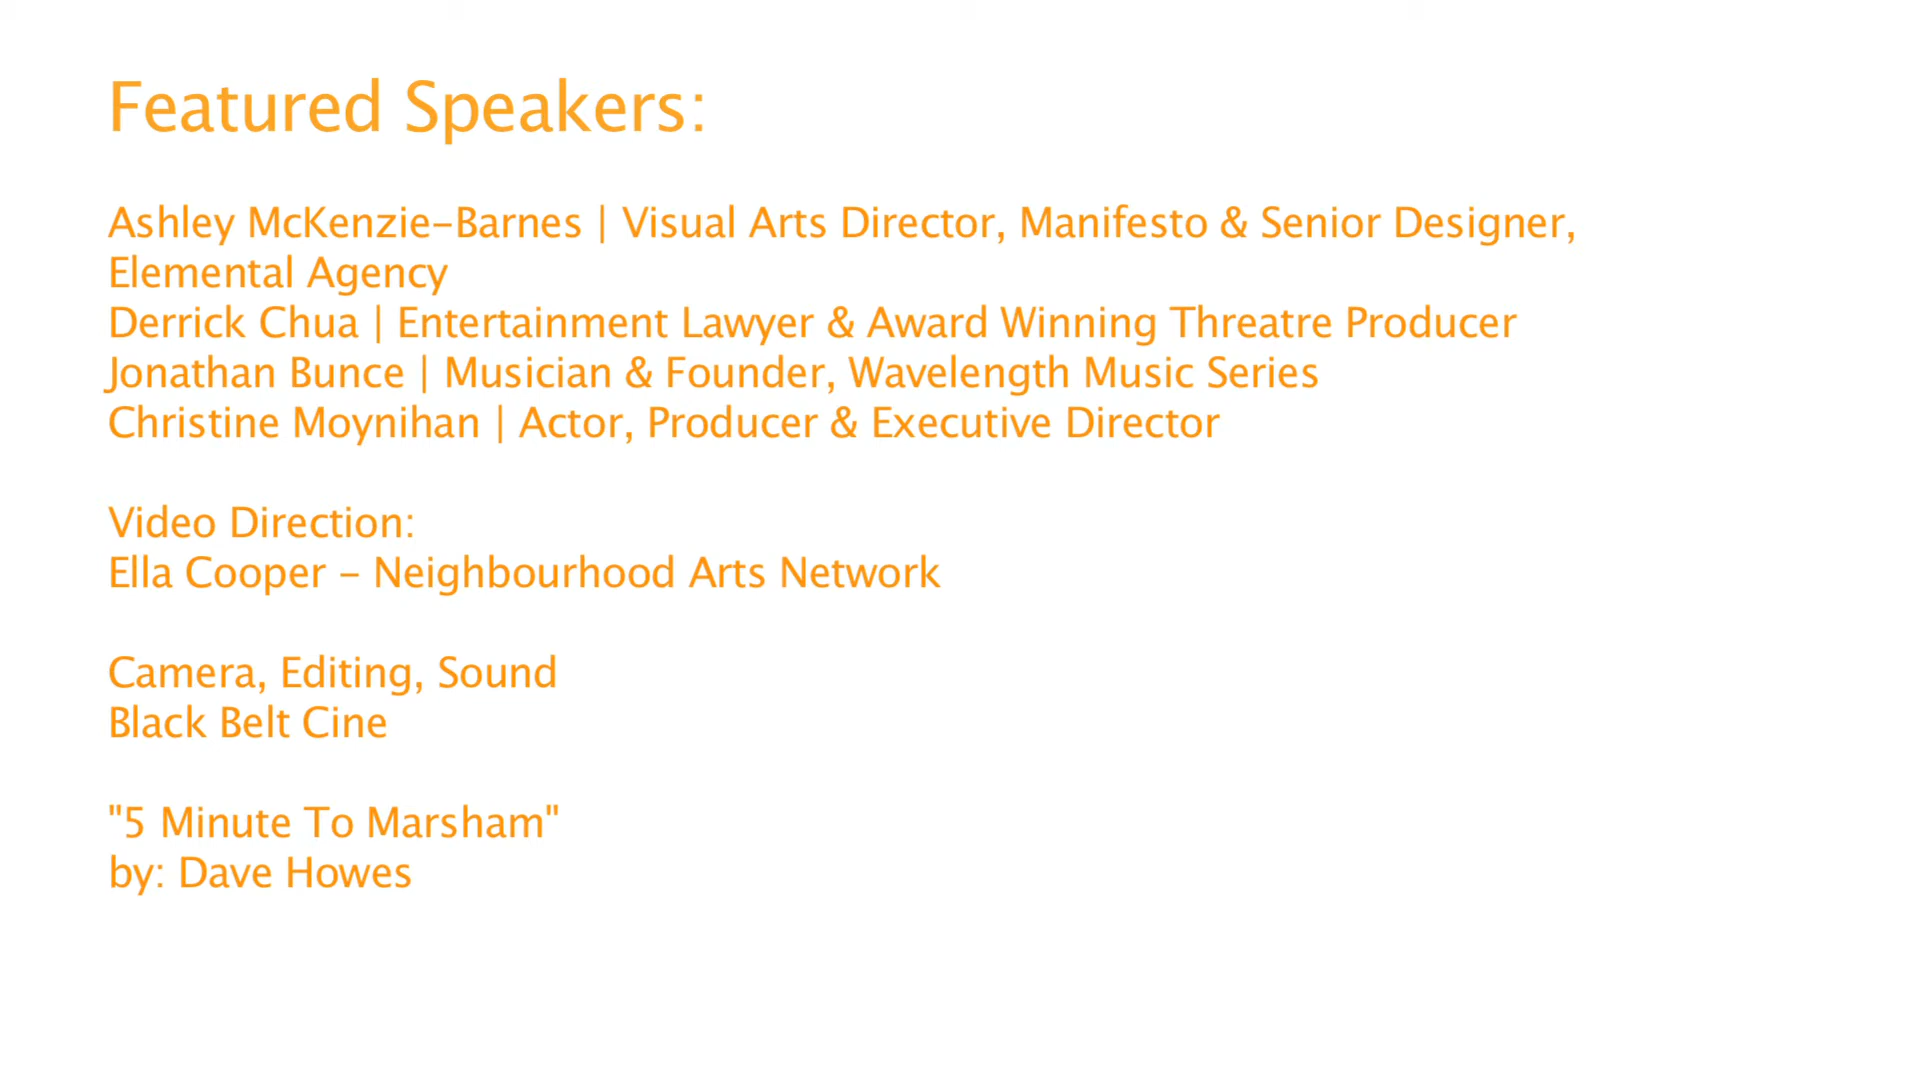 Featured Speakers:
Ashley McKenzie-Barnes | Visual Arts Director, Manifesto & Senior Designer,
Elemental Agency
Derrick Chua | Entertainment Lawyer & Award Winning Threatre Producer
Jonathan Bunce | Musician & Founder, Wavelength Music Series
Christine Moynihan | Actor, Producer & Executive Director
Video Direction:
Ella Cooper - Neighbourhood Arts Network
Camera, Editing, Sound
Black Belt Cine
"5 Minute To Marsham"
by: Dave Howes